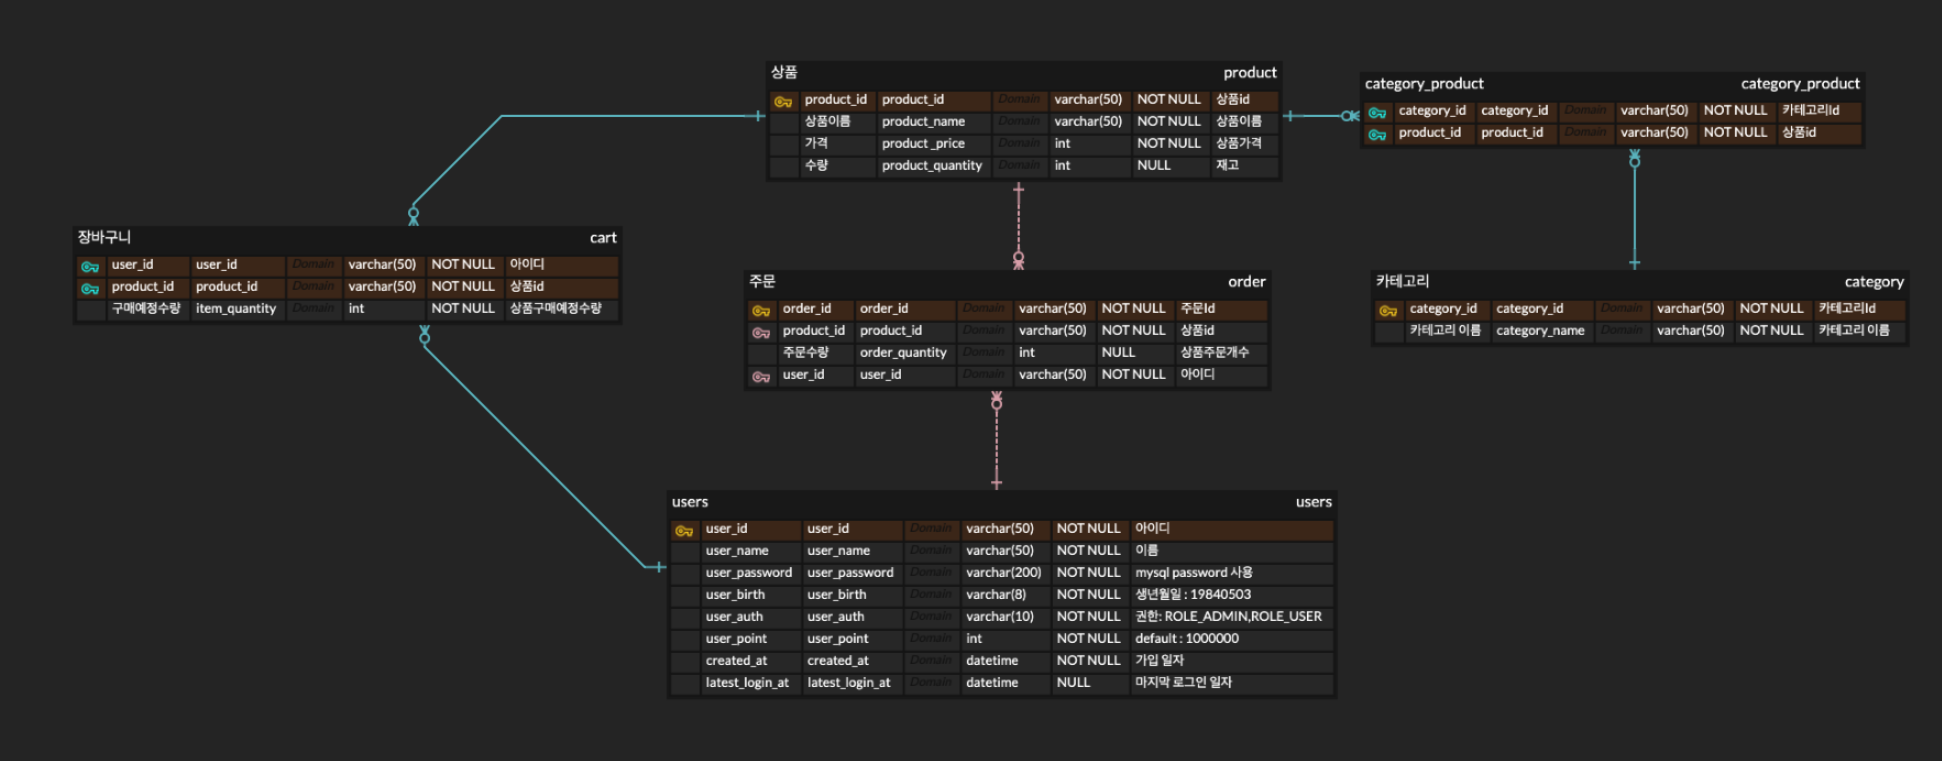 상품 product
product_id product_id Domain varchar(50) NOT NULL 상품id
상품이름 product_name Domain varchar(50) NOT NULL 상품이름
가격 product_price Domain int NOT NULL 상품가격
수량 product_quantity Domain int NULL 재고
category_product category_product
category_id category_id Domain varchar(50) NOT NULL 카테고리Id
product_id product_id Domain varchar(50) NOT NULL 상품id
장바구니 cart
user_id user_id Domain varchar(50) NOT NULL 아이디
product_id product_id Domain varchar(50) NOT NULL 상품id
구매예정수량 item_quantity Domain int NOT NULL 상품구매예정수량
주문 order
order_id order_id Domain varchar(50) NOT NULL 주문Id
product_id product_id Domain varchar(50) NOT NULL 상품id
주문수량 order_quantity Domain int NULL 상품주문개수
user_id user_id Domain varchar(50) NOT NULL 아이디
카테고리 category
category_id category_id Domain varchar(50) NOT NULL 카테고리Id
카테고리 이름 category_name Domain varchar(50) NOT NULL 카테고리 이름
users users
user_id user_id Domain varchar(50) NOT NULL 아이디
user_name user_name Domain varchar(50) NOT NULL 이름
user_password user_password Domain varchar(200) NOT NULL mysql password 사용
user_birth user_birth Domain varchar(8) NOT NULL 생년월일 : 19840503
user_auth user_auth Domain varchar(10) NOT NULL 권한: ROLE_ADMIN,ROLE_USER
user_point user_point Domain int NOT NULL default : 1000000
created_at created_at Domain datetime NOT NULL 가입 일자
latest_login_at latest_login_at Domain datetime NULL 마지막 로그인 일자